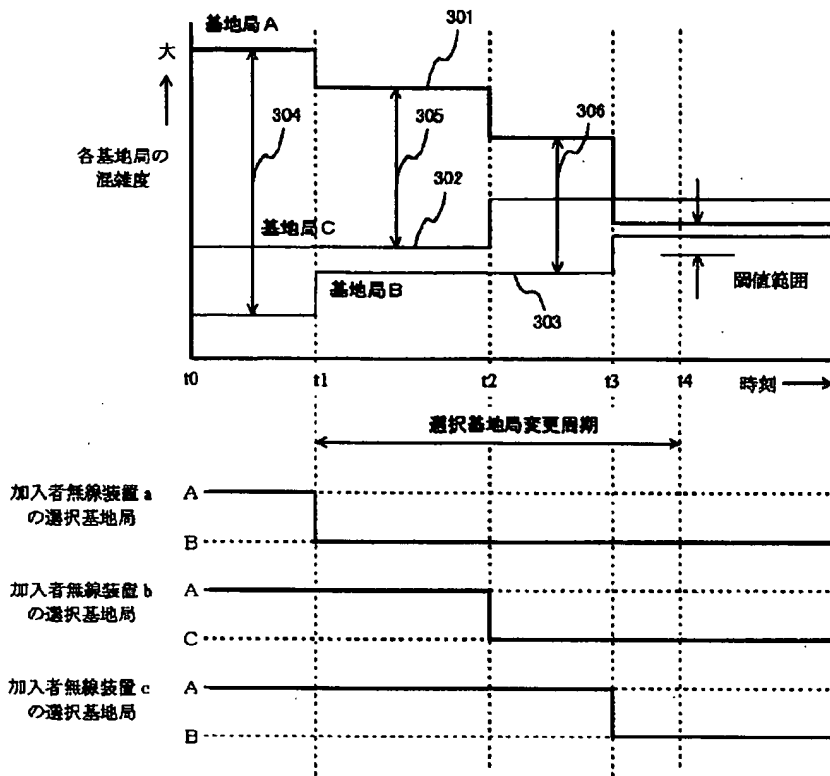 基地局A
301
大
304
305
306
各基地局の
混雑度
302
基地局C
基地局B
303
閾値範囲
t0
t1
t2
t3
t4
時刻
選択基地局変更周期
加入者無線装置a
の選択基地局
A
B
加入者無線装置b
の選択基地局
A
C
加入者無線装置c
の選択基地局
A
B